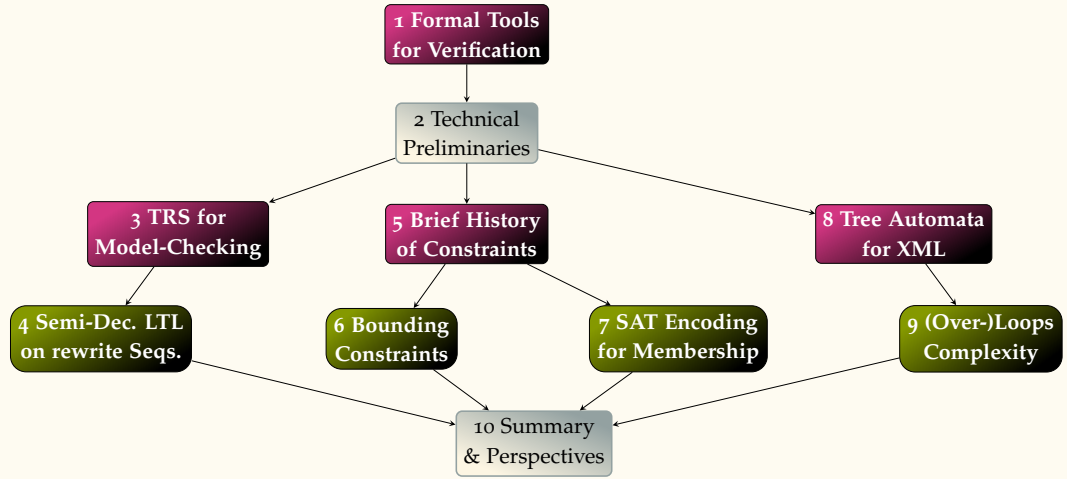 1 Formal Tools
for Verification
2 Technical
Preliminaries
3 TRS for
Model-Checking
5 Brief History
of Constraints
8 Tree Automata
for XML
4 Semi-Dec. LTL
on rewrite Seqs.
6 Bounding
Constraints
7 SAT Encoding
for Membership
9 (Over-)Loops
Complexity
10 Summary
& Perspectives